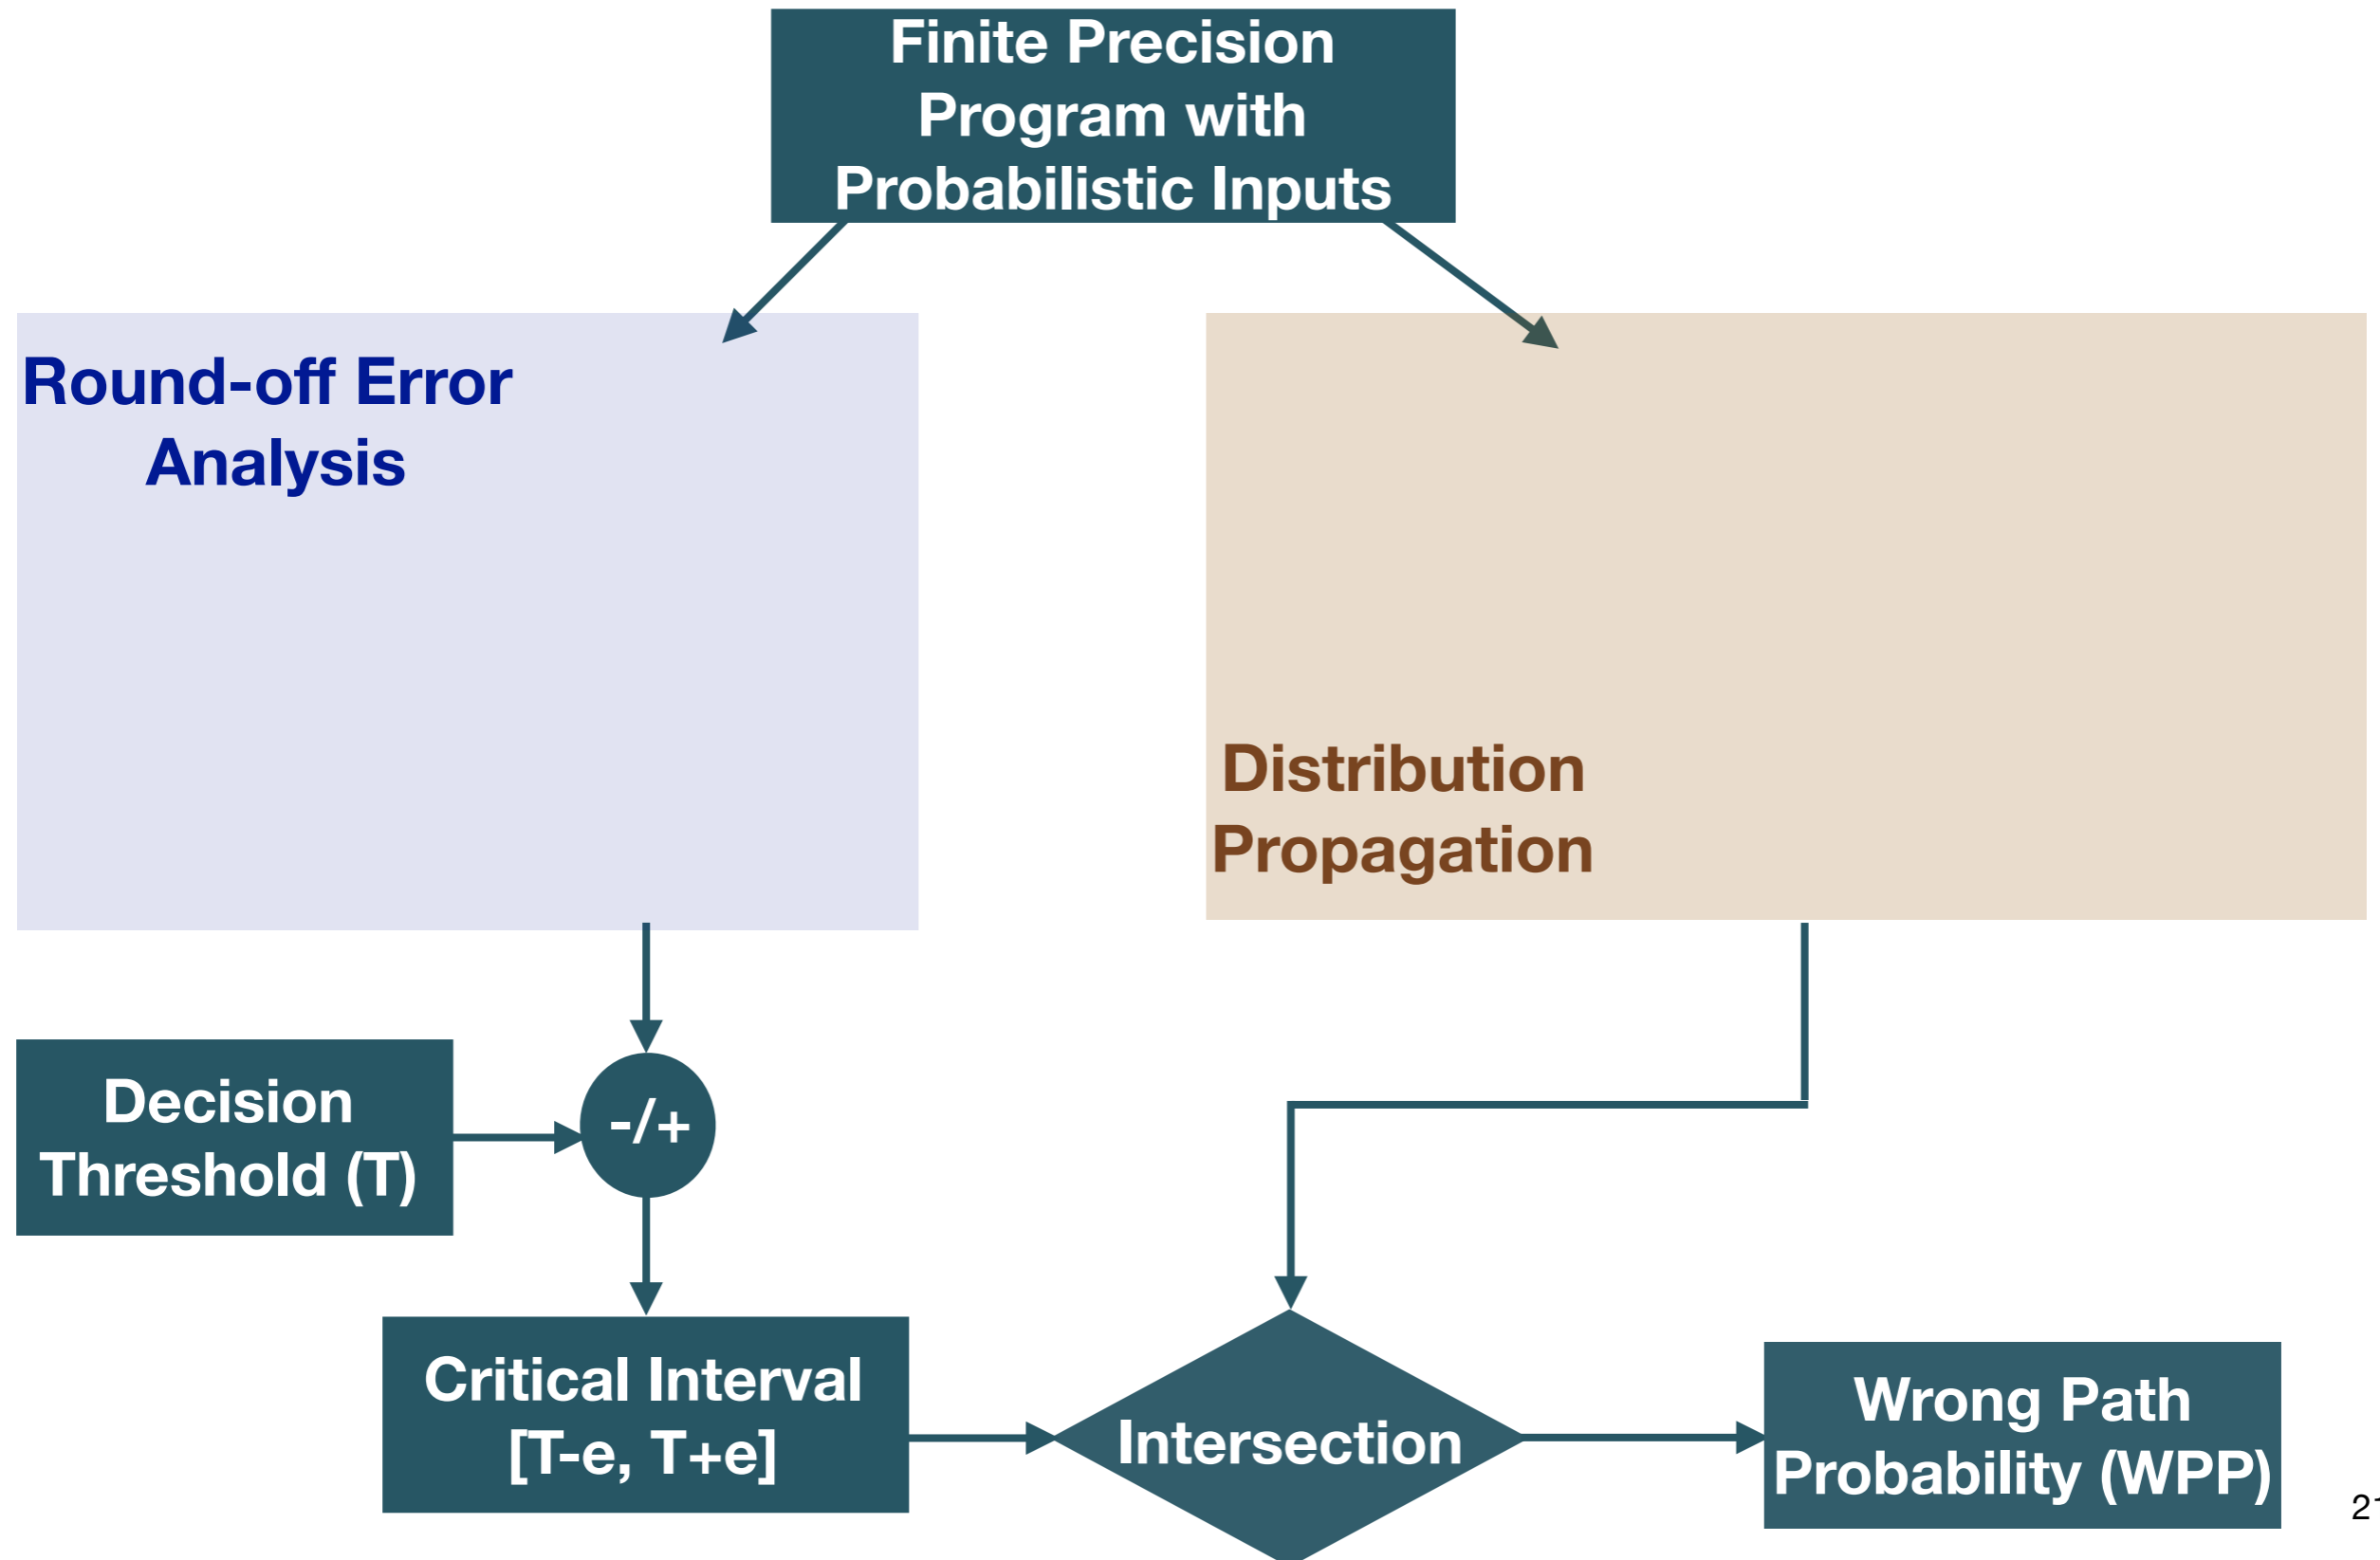 Finite Precision
Program with
Probabilistic Inputs
Round-off Error
Analysis
Distribution
Propagation
Decision
Threshold (T)
-/+
Critical Interval
[T-e, T+e]
Intersection
Wrong Path
Probability (WPP)
21